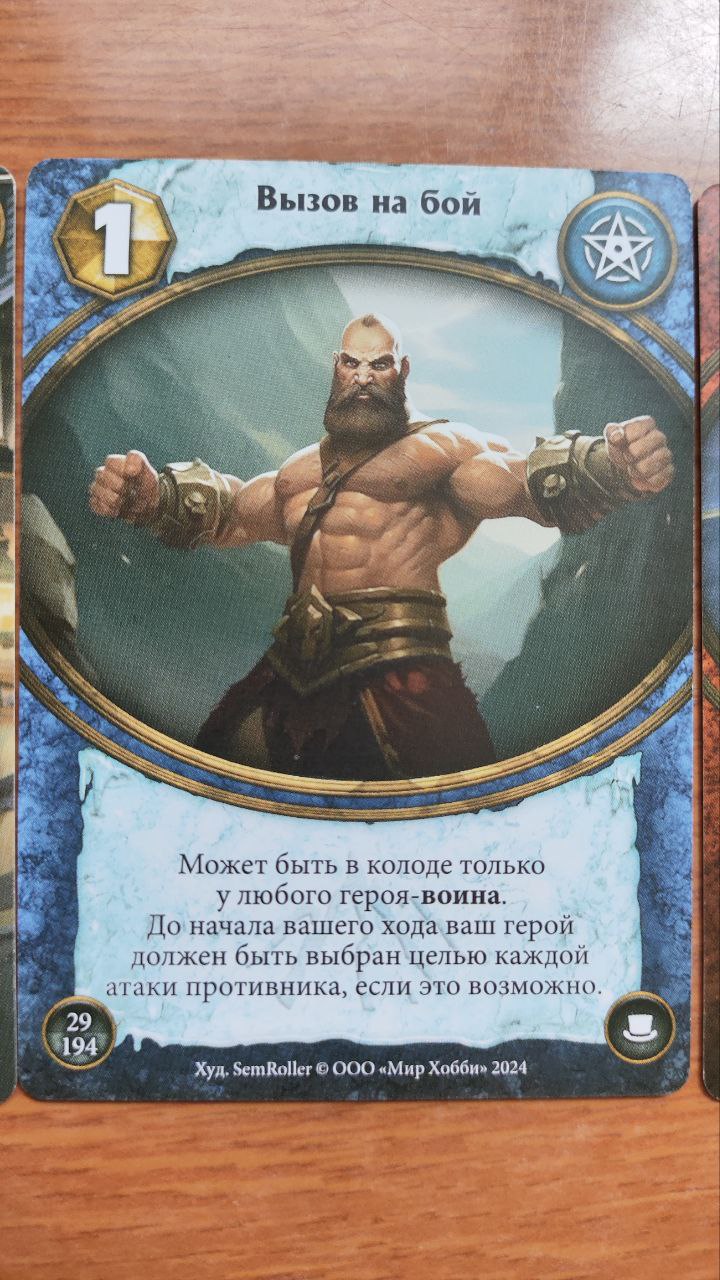 1
Вызов на бой
Может быть в колоде только
у любого героя-воина.
До начала вашего хода ваш герой
должен быть выбран целью каждой
атаки противника, если это возможно.
29
194
Худ. SemRoller © ООО «Мир Хобби» 2024